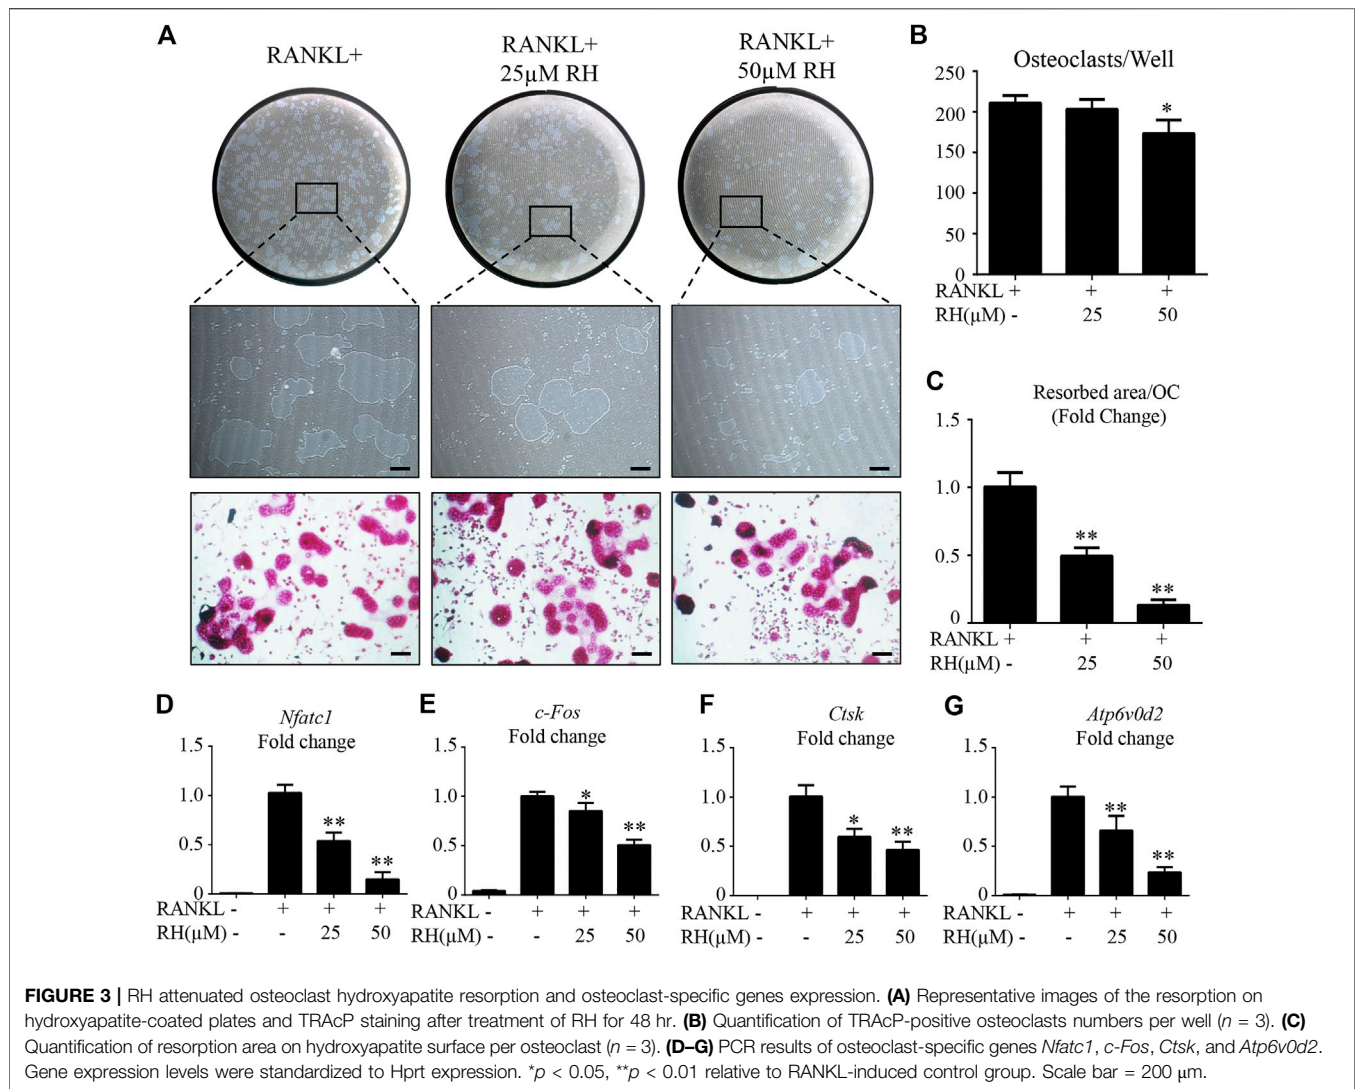 A
RANKL+
RANKL+
25µM RH
RANKL+
50µM RH
B
Osteoclasts/Well
250
200
150
100
50
0
*
RANKL + + +
RH(µM) - 25 50
C
Resorbed area/OC
(Fold Change)
1.5
1.0
0.5
0
**
**
RANKL + + +
RH(µM) - 25 50
D
Nfatc1
Fold change
1.5
1.0
0.5
0
**
**
RANKL - + + +
RH(µM) - - 25 50
E
c-Fos
Fold change
1.5
1.0
0.5
0
*
**
RANKL - + + +
RH(µM) - - 25 50
F
Ctsk
Fold change
1.5
1.0
0.5
0
*
**
RANKL - + + +
RH(µM) - - 25 50
G
Atp6v0d2
Fold change
1.5
1.0
0.5
0
**
**
RANKL - + + +
RH(µM) - - 25 50
FIGURE 3 | RH attenuated osteoclast hydroxyapatite resorption and osteoclast-specific genes expression. (A) Representative images of the resorption on
hydroxyapatite-coated plates and TRAcP staining after treatment of RH for 48 hr. (B) Quantification of TRAcP-positive osteoclasts numbers per well (n = 3). (C)
Quantification of resorption area on hydroxyapatite surface per osteoclast (n = 3). (D–G) PCR results of osteoclast-specific genes Nfatc1, c-Fos, Ctsk, and Atp6v0d2.
Gene expression levels were standardized to Hprt expression. *p < 0.05, **p < 0.01 relative to RANKL-induced control group. Scale bar = 200 µm.